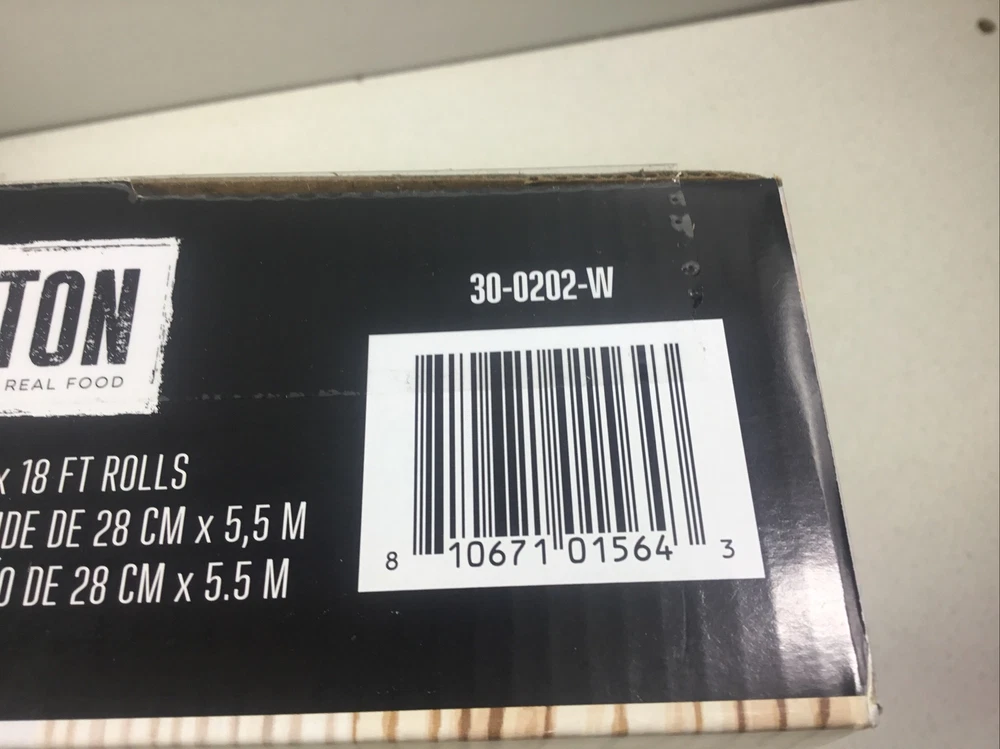 TON
REAL FOOD
x 18 FT ROLLS
DE DE 28 CM x 5,5 M
O DE 28 CM x 5.5 M
30-0202-W
8 10671 01564 3